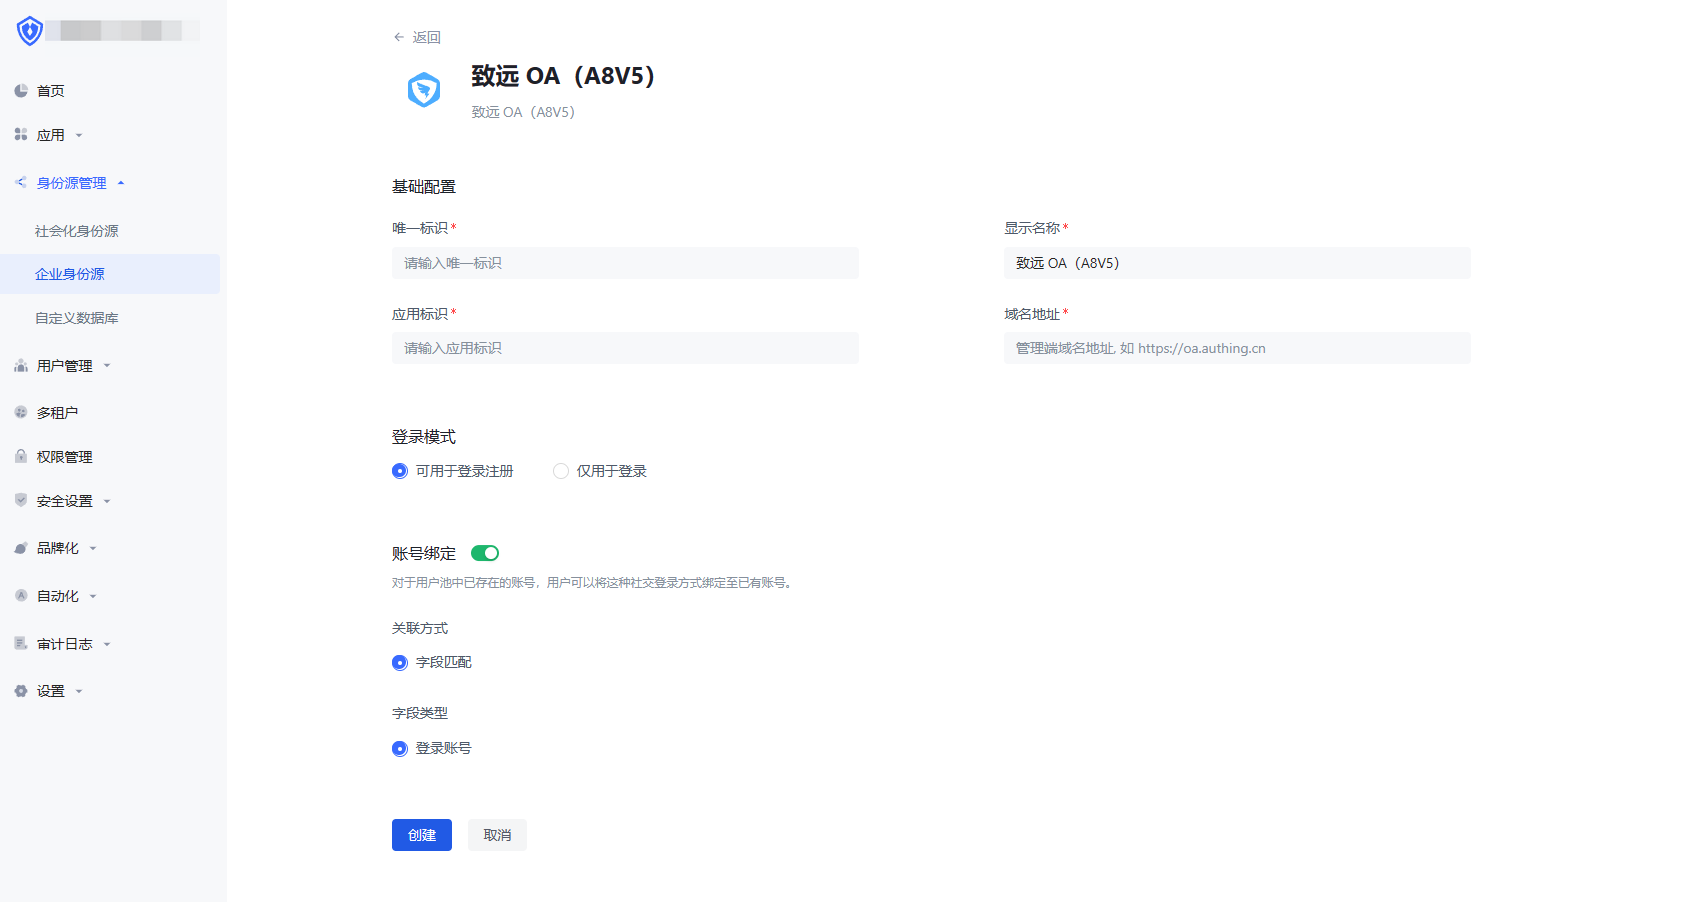 首页
应用
身份源管理
社会化身份源
企业身份源
自定义数据库
用户管理
多租户
权限管理
安全设置
品牌化
自动化
审计日志
设置
← 返回
致远 OA（A8V5）
致远 OA（A8V5）
基础配置
唯一标识*
请输入唯一标识
显示名称*
致远 OA（A8V5）
应用标识*
请输入应用标识
域名地址*
管理端域名地址, 如 https://oa.authing.cn
登录模式
可用于登录注册
仅用于登录
账号绑定
对于用户池中已存在的账号，用户可以将这种社交登录方式绑定至已有账号。
关联方式
字段匹配
字段类型
登录账号
创建
取消